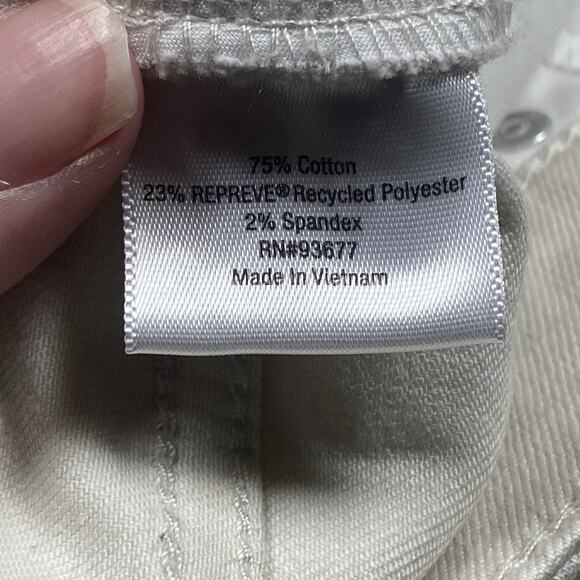 75% Cotton
23% REPREVE® Recycled Polyester
2% Spandex
RN#93677
Made In Vietnam